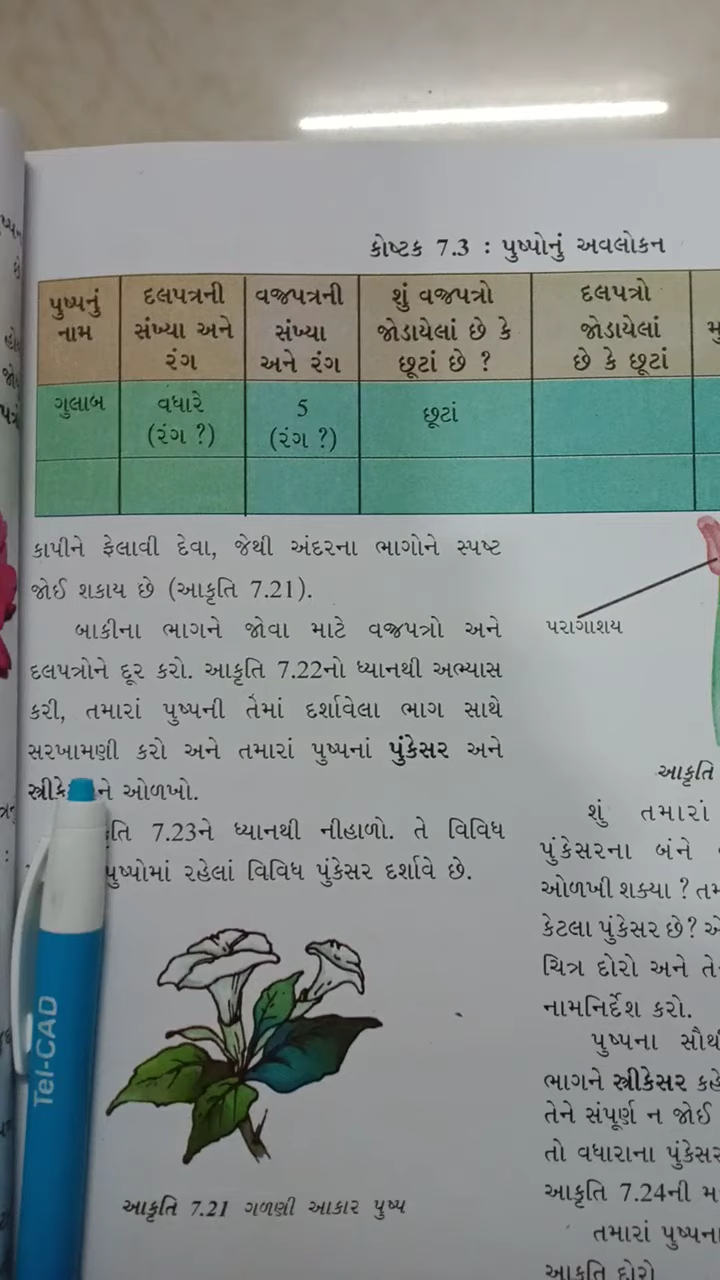 કોષ્ટક 7.3 : પુષ્પોનું અવલોકન
પુષ્પનું નામ
દલપત્રની સંખ્યા અને રંગ
વજ્રપત્રની સંખ્યા અને રંગ
શું વજ્રપત્રો જોડાયેલાં છે કે છૂટાં છે ?
દલપત્રો જોડાયેલાં છે કે છૂટાં
ગુલાબ
વધારે (રંગ ?)
5 (રંગ ?)
છૂટાં
કાપીને ફેલાવી દેવા, જેથી અંદરના ભાગોને સ્પષ્ટ
જોઈ શકાય છે (આકૃતિ 7.21).
બાકીના ભાગને જોવા માટે વજ્રપત્રો અને
દલપત્રોને દૂર કરો. આકૃતિ 7.22નો ધ્યાનથી અભ્યાસ
કરી, તમારાં પુષ્પની તેમાં દર્શાવેલા ભાગ સાથે
સરખામણી કરો અને તમારાં પુષ્પનાં પુંકેસર અને
ઓળખો.
7.23ને ધ્યાનથી નીહાળો. તે વિવિધ
પુષ્પોમાં રહેલાં વિવિધ પુંકેસર દર્શાવે છે.
આકૃતિ 7.21 ગળણી આકાર પુષ્પ
પરાગાશય
આકૃતિ
શું તમારાં
પુંકેસરના બંને
ઓળખી શક્યા ?
કેટલા પુંકેસર છે?
ચિત્ર દોરો અને
નામનિર્દેશ કરો.
પુષ્પના
ભાગને સ્ત્રીકેસર
તેને સંપૂર્ણ ન જોઈ
તો વધારાના
આકૃતિ 7.24ની
તમારાં
આકૃતિ દોરો
Tel-CAD